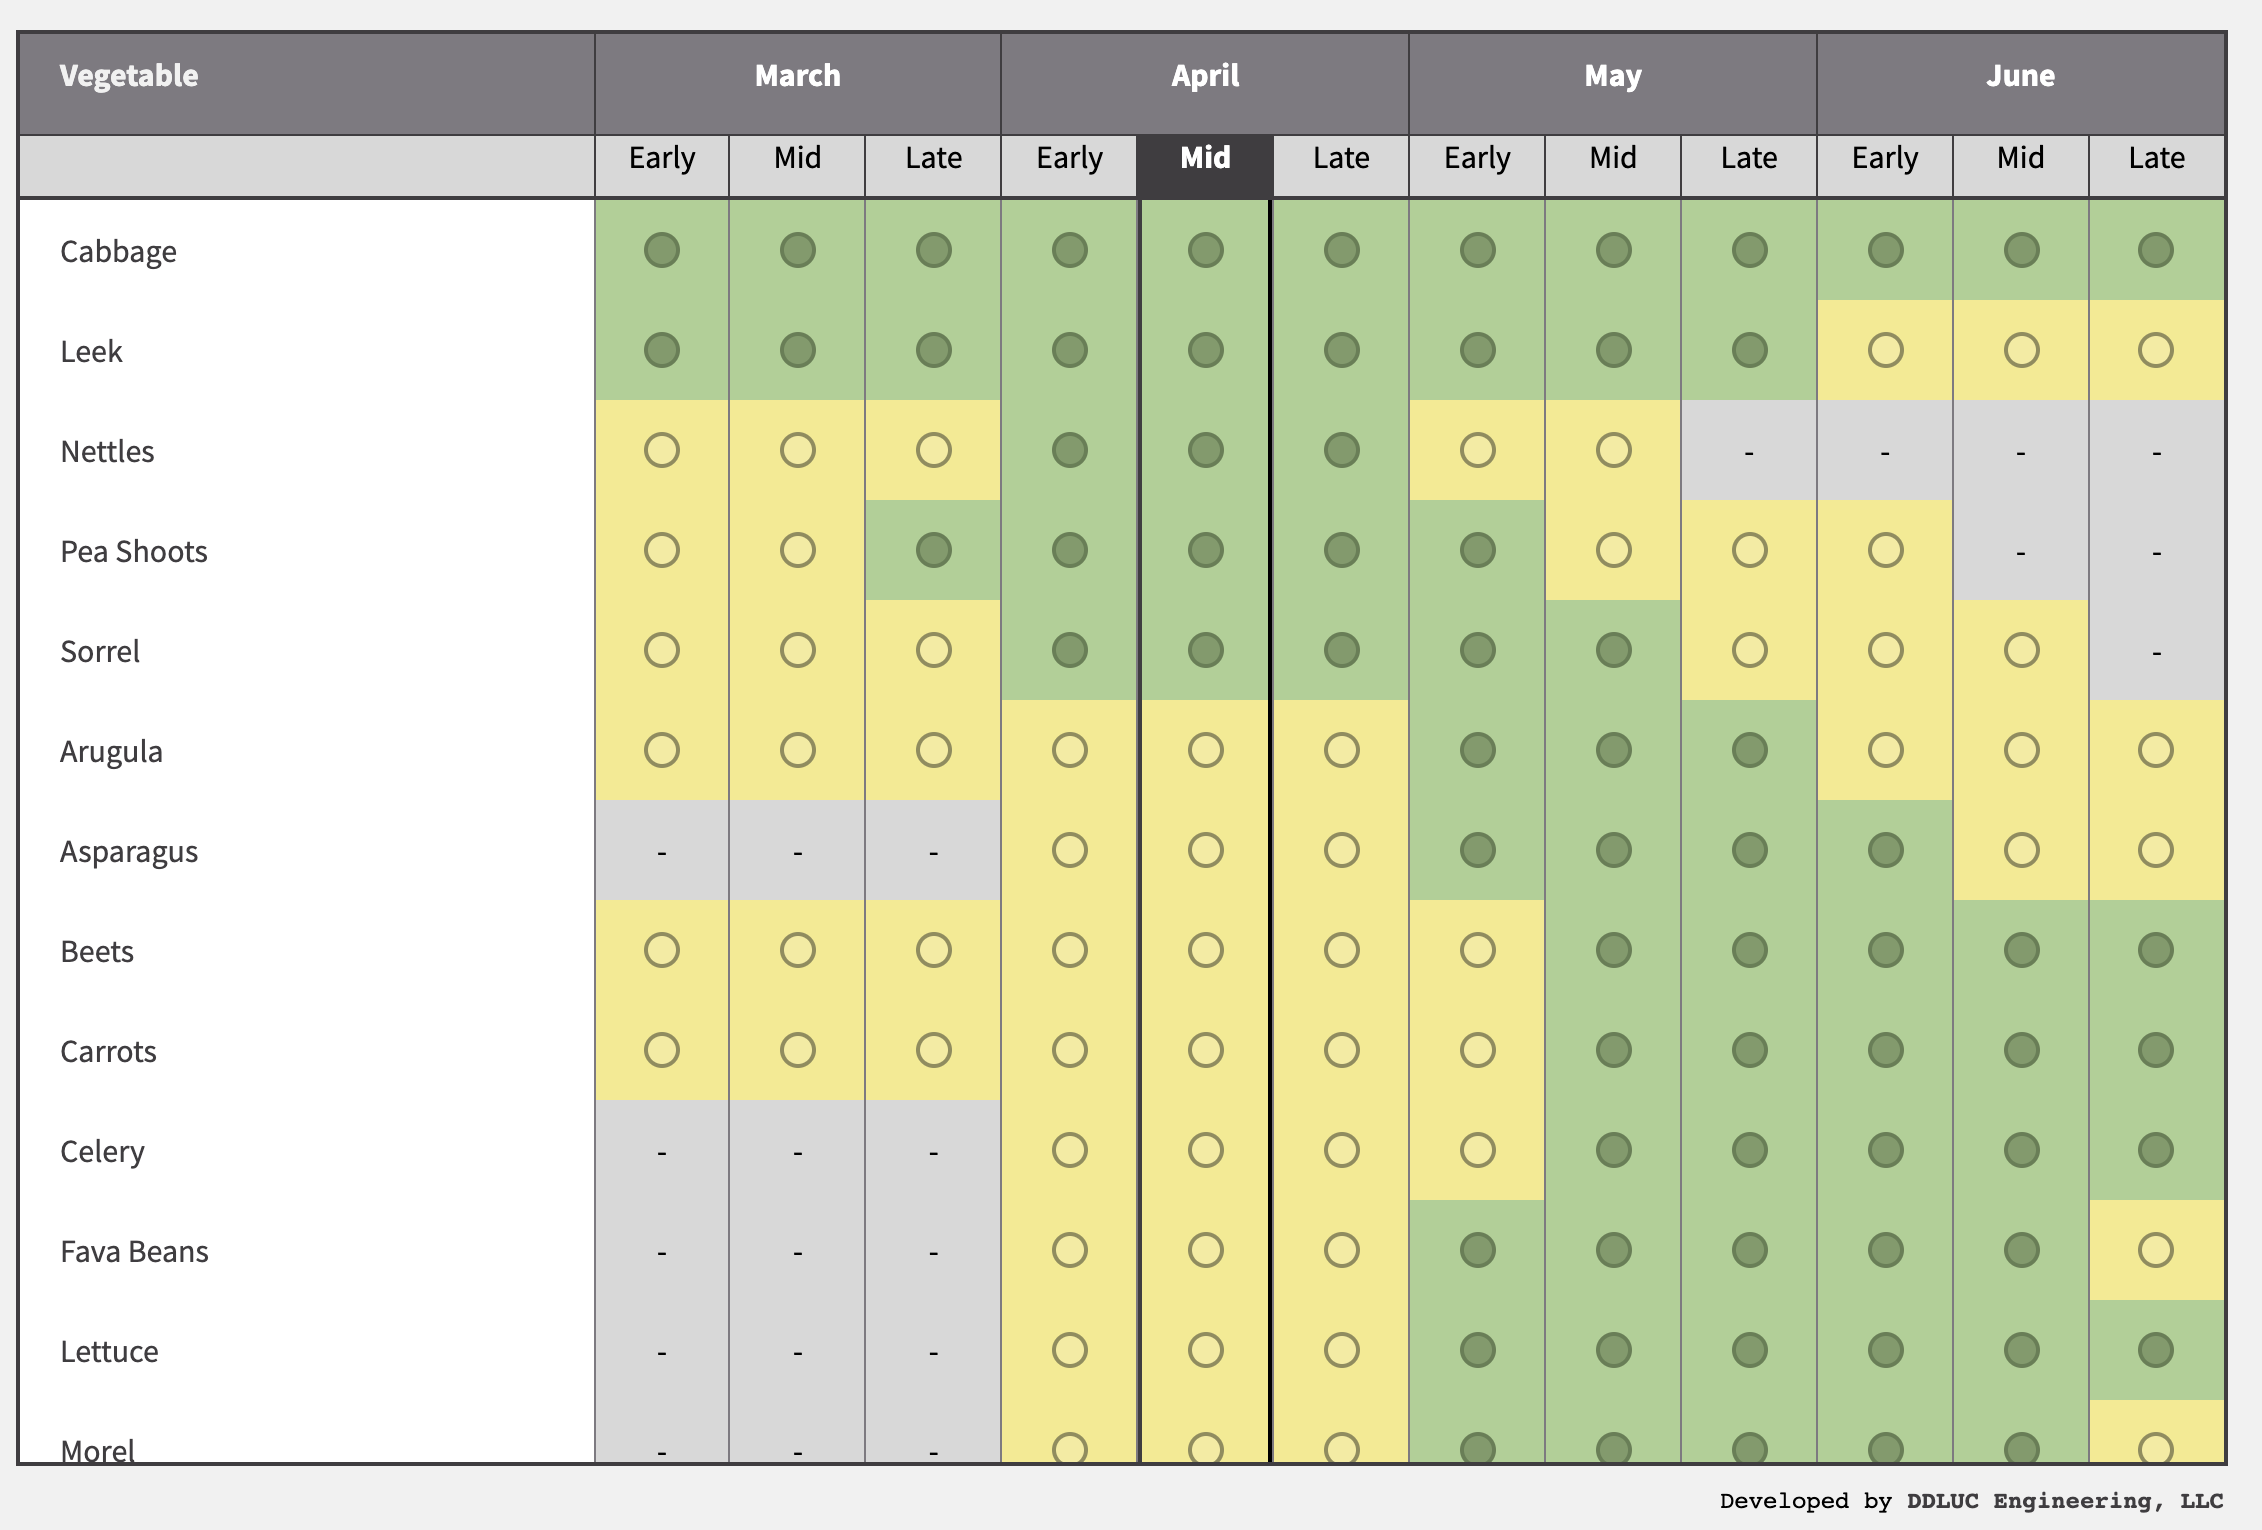 Vegetable March April May June
Early Mid Late Early Mid Late Early Mid Late Early Mid Late
Cabbage
Leek
Nettles - - - -
Pea Shoots - -
Sorrel -
Arugula
Asparagus - - -
Beets
Carrots
Celery - - -
Fava Beans - - -
Lettuce - - -
Morel - - -
Developed by DDLUC Engineering, LLC